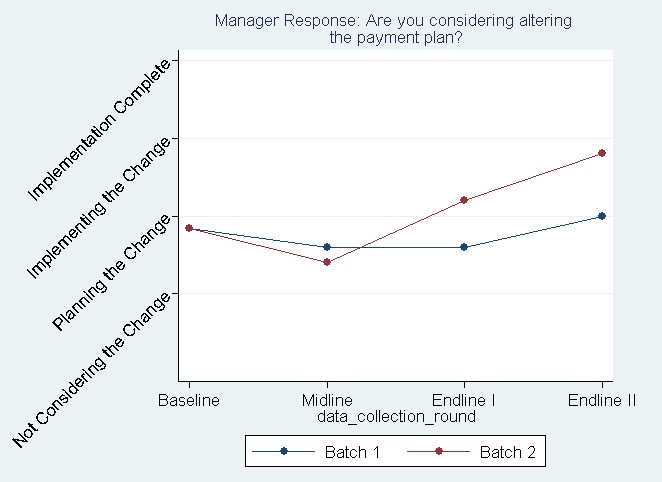 Manager Response: Are you considering altering
the payment plan?
Implementation Complete
Implementing the Change
Planning the Change
Not Considering the Change
Baseline
Midline
Endline I
Endline II
data_collection_round
Batch 1
Batch 2